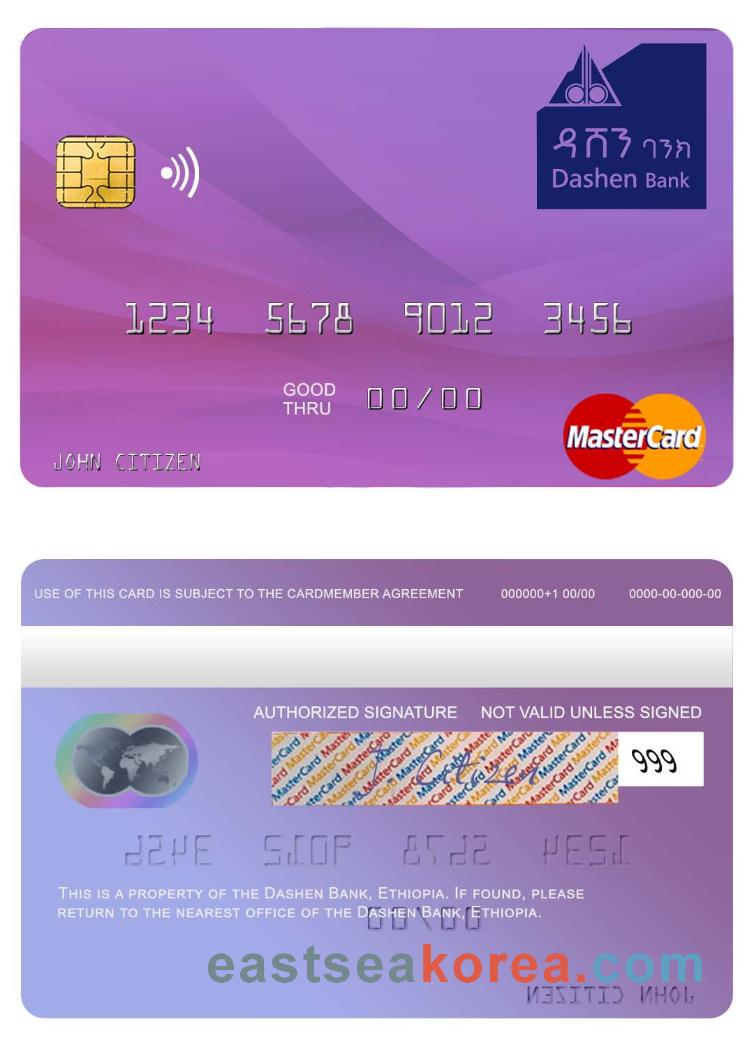 ዳሸን ባንክ
Dashen Bank
1234 5678 9012 3456
GOOD THRU 00/00
MasterCard
JOHN CITIZEN
USE OF THIS CARD IS SUBJECT TO THE CARDMEMBER AGREEMENT 000000+1 00/00 0000-00-000-00
AUTHORIZED SIGNATURE NOT VALID UNLESS SIGNED
J Citizen 999
THIS IS A PROPERTY OF THE DASHEN BANK, ETHIOPIA. IF FOUND, PLEASE
RETURN TO THE NEAREST OFFICE OF THE DASHEN BANK, ETHIOPIA.
eastseakorea.com